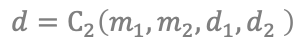 d = C₂(m₁, m₂, d₁, d₂ )